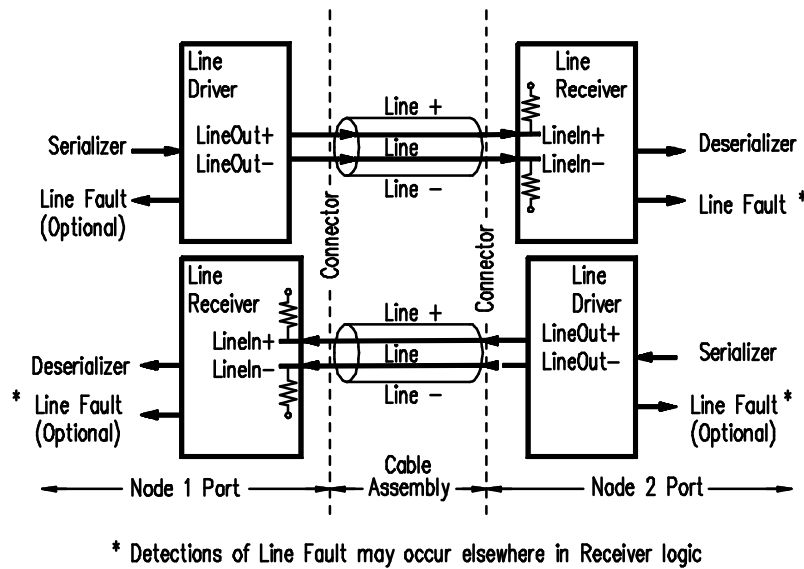 Line
Driver
LineOut+
LineOut-
Serializer
Line Fault
(Optional)
Line +
Line
Line -
Connector
Connector
Line
Receiver
LineIn+
LineIn-
Deserializer
Line Fault *
Line
Receiver
LineIn+
LineIn-
Deserializer
* Line Fault
(Optional)
Line +
Line
Line -
Line
Driver
LineOut+
LineOut-
Serializer
Line Fault *
(Optional)
Node 1 Port
Cable
Assembly
Node 2 Port
* Detections of Line Fault may occur elsewhere in Receiver logic